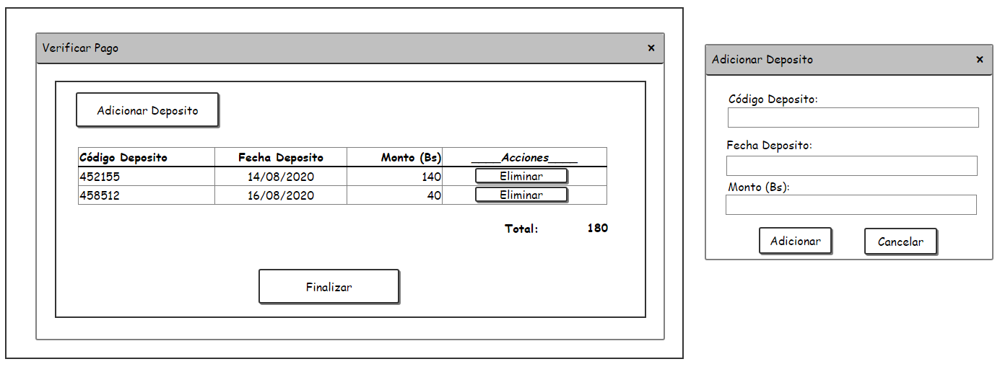 Verificar Pago
Adicionar Deposito
Código Deposito Fecha Deposito Monto (Bs) ____Acciones____
452155 14/08/2020 140 Eliminar
458512 16/08/2020 40 Eliminar
Total: 180
Finalizar
Adicionar Deposito
Código Deposito:
Fecha Deposito:
Monto (Bs):
Adicionar Cancelar